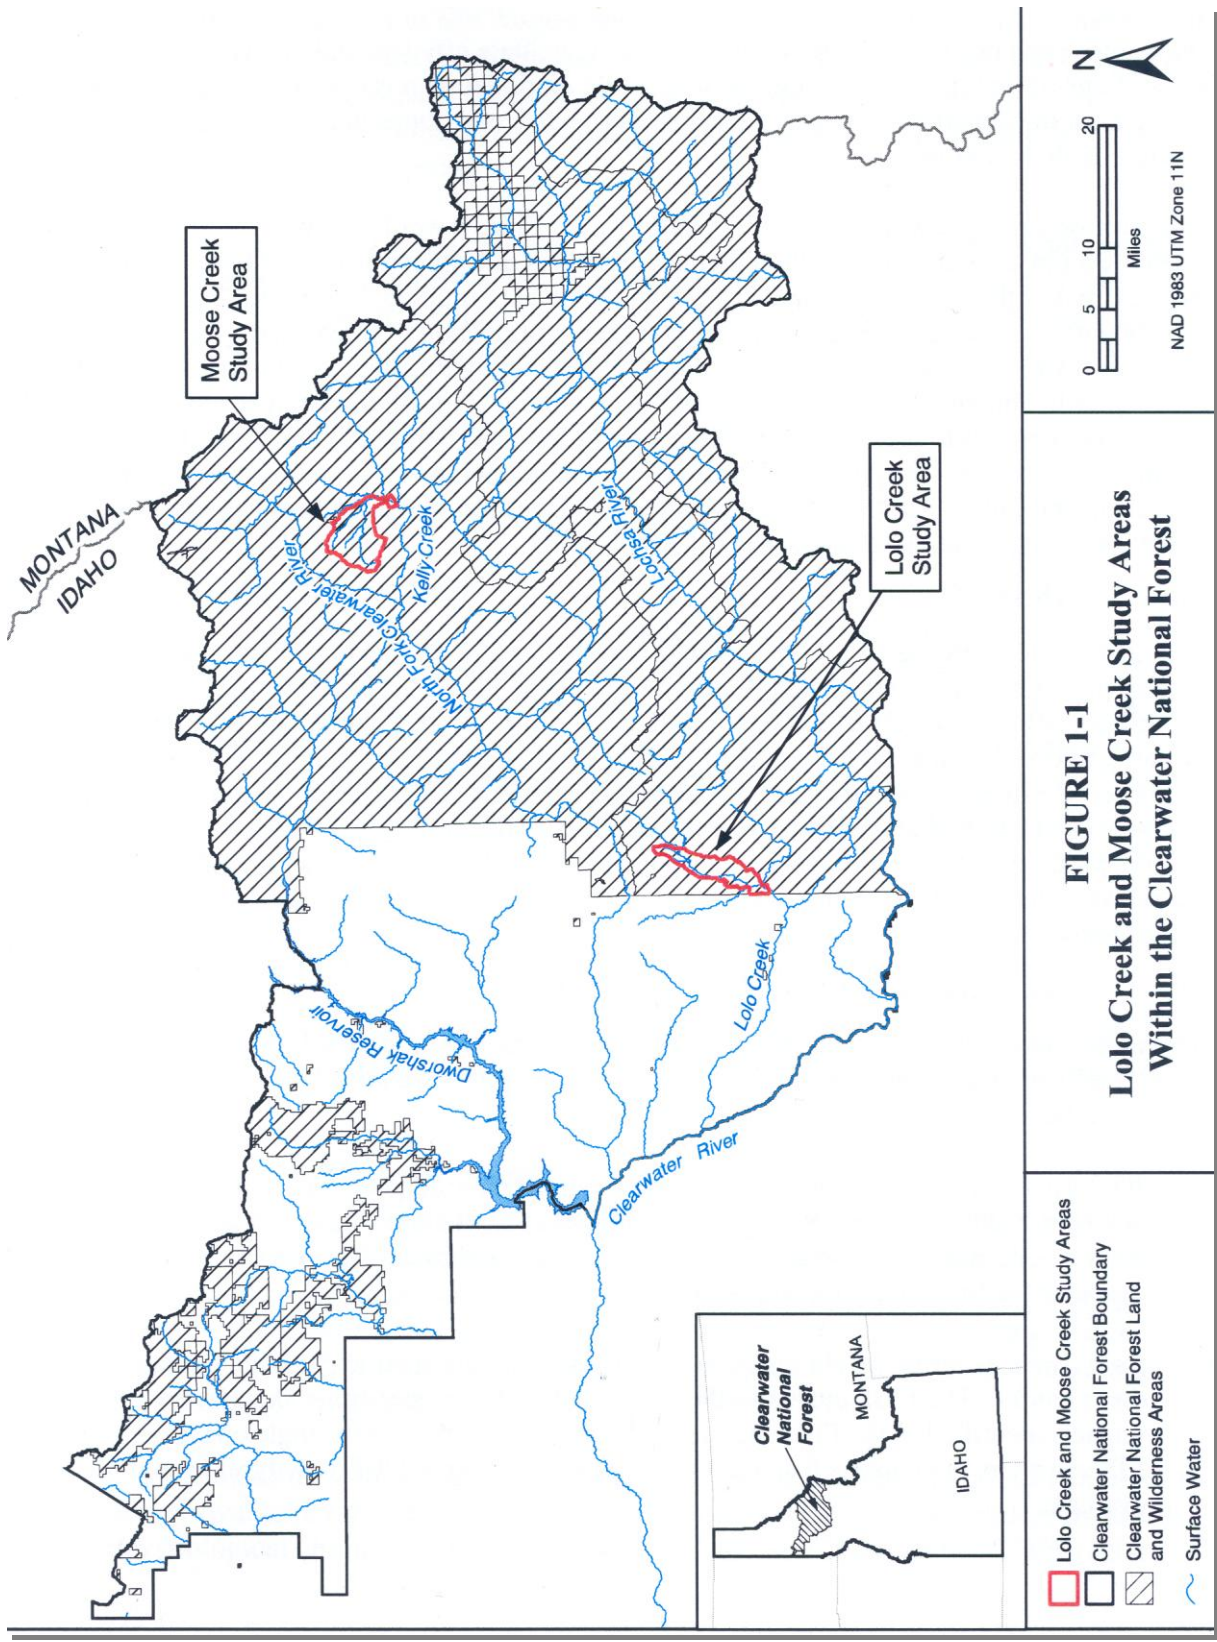 MONTANA
IDAHO
Moose Creek
Study Area
North Fork Clearwater River
Kelly Creek
Lochsa River
Lolo Creek
Study Area
Dworshak Reservoir
Lolo Creek
Clearwater River
Clearwater
National
Forest
MONTANA
IDAHO
Lolo Creek and Moose Creek Study Areas
Clearwater National Forest Boundary
Clearwater National Forest Land
and Wilderness Areas
Surface Water
FIGURE 1-1
Lolo Creek and Moose Creek Study Areas
Within the Clearwater National Forest
N
0 5 10 20
Miles
NAD 1983 UTM Zone 11N